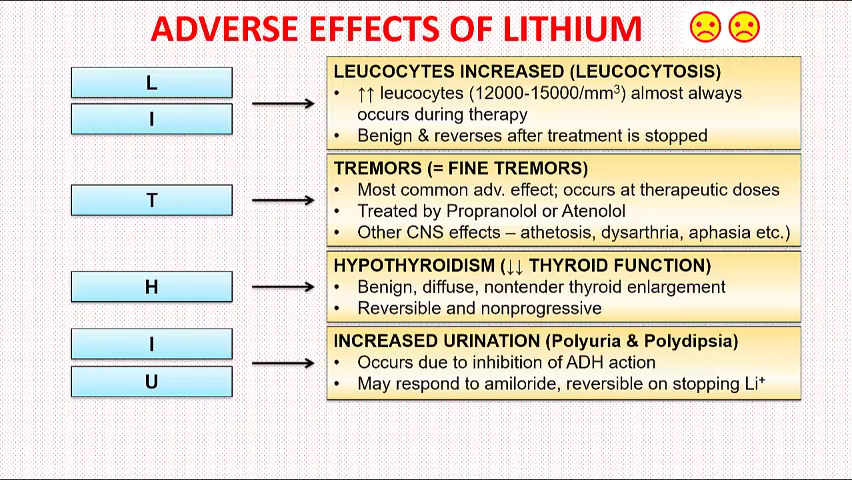 ADVERSE EFFECTS OF LITHIUM
L
I
LEUCOCYTES INCREASED (LEUCOCYTOSIS)
• ↑↑ leucocytes (12000-15000/mm³) almost always
occurs during therapy
• Benign & reverses after treatment is stopped
T
TREMORS (= FINE TREMORS)
• Most common adv. effect; occurs at therapeutic doses
• Treated by Propranolol or Atenolol
• Other CNS effects – athetosis, dysarthria, aphasia etc.)
H
HYPOTHYROIDISM (↓↓ THYROID FUNCTION)
• Benign, diffuse, nontender thyroid enlargement
• Reversible and nonprogressive
I
U
INCREASED URINATION (Polyuria & Polydipsia)
• Occurs due to inhibition of ADH action
• May respond to amiloride, reversible on stopping Li⁺